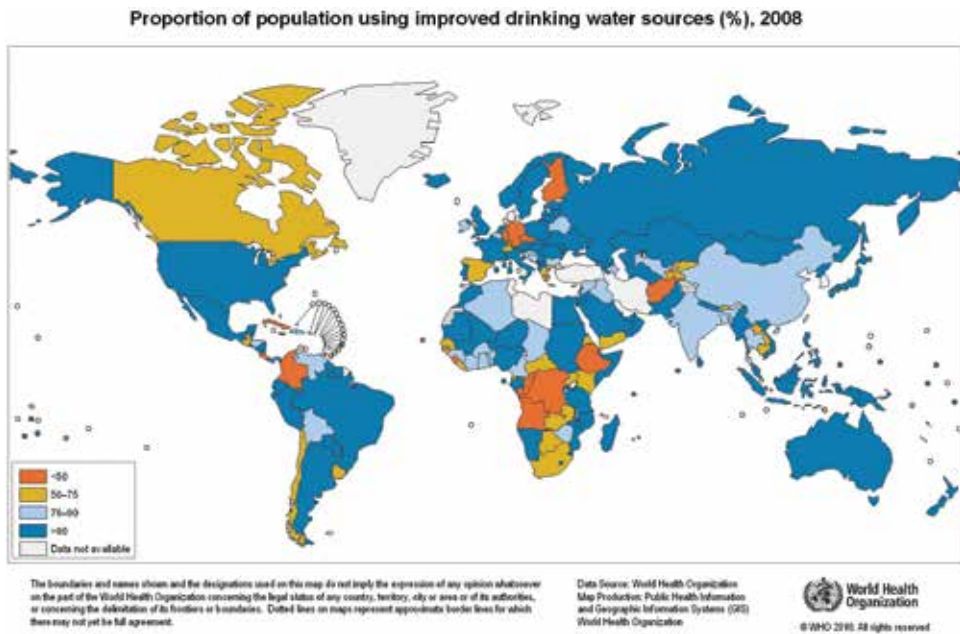 Proportion of population using improved drinking water sources (%), 2008
<50
50–75
76–90
>90
Data not available
The boundaries and names shown and the designations used on this map do not imply the expression of any opinion whatsoever
on the part of the World Health Organization concerning the legal status of any country, territory, city or area or of its authorities,
or concerning the delimitation of its frontiers or boundaries. Dotted lines on maps represent approximate border lines for which
there may not yet be full agreement.
Data Source: World Health Organization
Map Production: Public Health Information
and Geographic Information Systems (GIS)
World Health Organization
World Health
Organization
All rights reserved